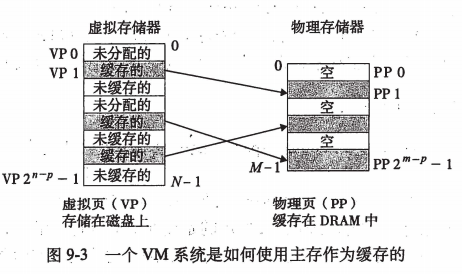 虚拟存储器 物理存储器
VP 0 未分配的 0
VP 1 缓存的 0 空 PP 0
未缓存的 PP 1
未分配的 空
缓存的
未缓存的 空
缓存的 M-1 PP 2^{m-p} - 1
VP 2^{n-p} - 1 未缓存的 N-1
虚拟页（VP） 物理页（PP）
存储在磁盘上 缓存在 DRAM 中
图 9-3 一个 VM 系统是如何使用主存作为缓存的